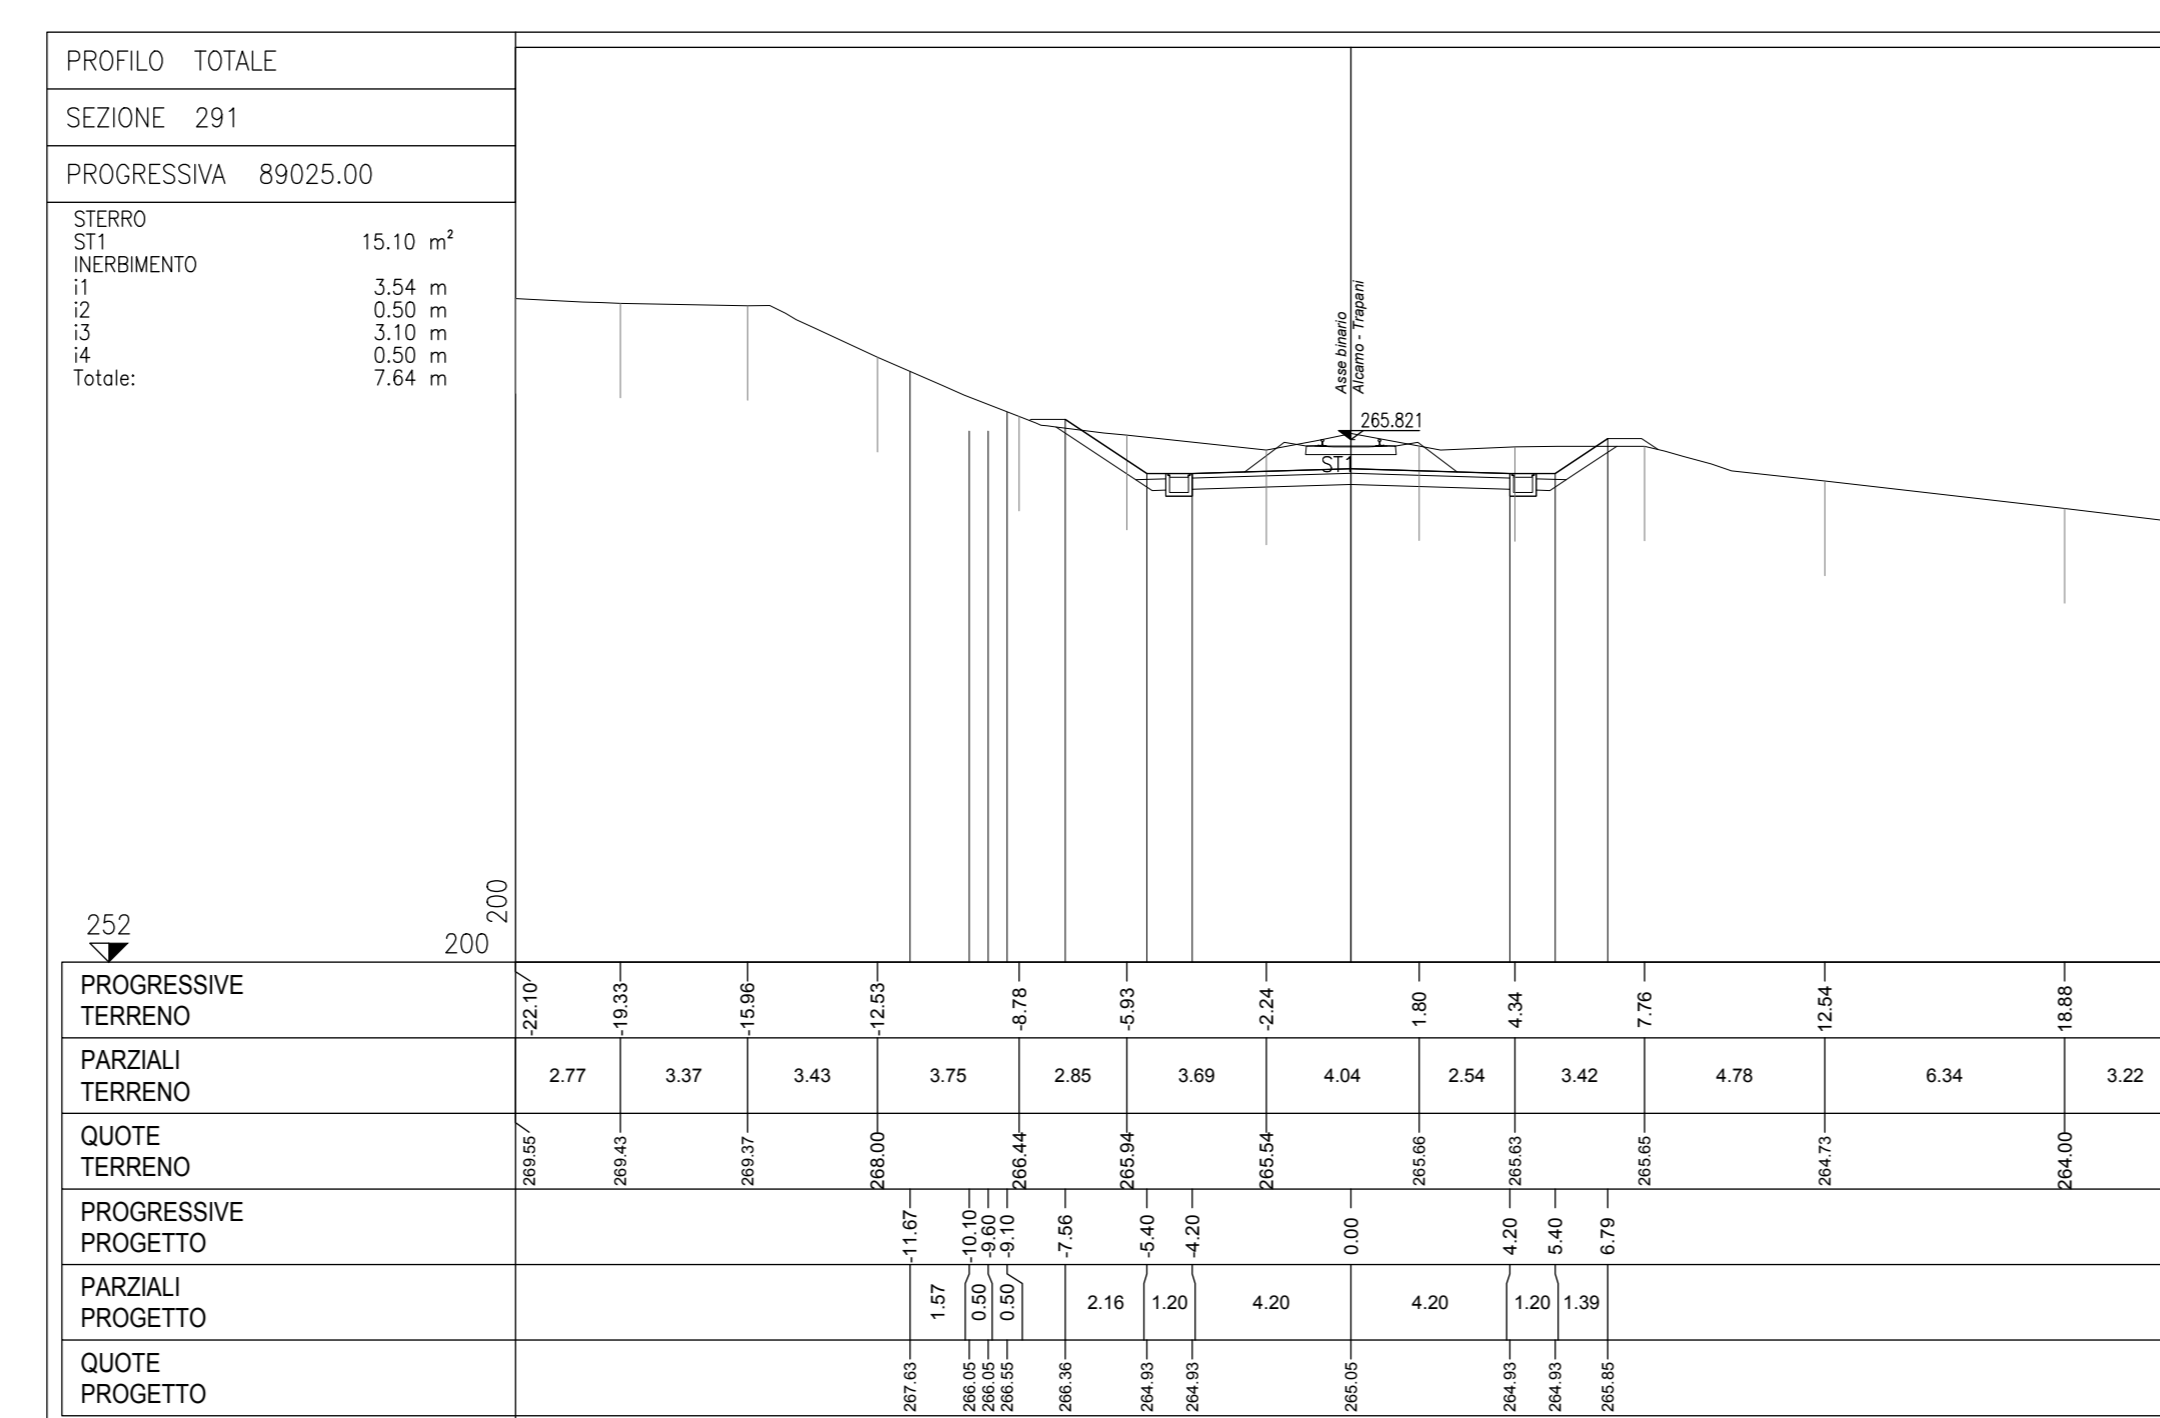 PROFILO TOTALE
SEZIONE 291
PROGRESSIVA 89025.00
STERRO
ST1 15.10 m²
INERBIMENTO
i1 3.54 m
i2 0.50 m
i3 3.10 m
i4 0.50 m
Totale: 7.64 m
Asse binario
Alcamo - Trapani
265.821
ST1
252
200
200
PROGRESSIVE
TERRENO
-22.10 -19.33 -15.96 -12.53 -8.78 -5.93 -2.24 1.80 4.34 7.76 12.54 18.88
PARZIALI
TERRENO
2.77 3.37 3.43 3.75 2.85 3.69 4.04 2.54 3.42 4.78 6.34 3.22
QUOTE
TERRENO
269.55 269.43 269.37 268.00 266.44 265.94 265.54 265.66 265.63 265.65 264.73 264.00
PROGRESSIVE
PROGETTO
-11.67 -10.10 -9.60 -9.10 -7.56 -5.40 -4.20 0.00 4.20 5.40 6.79
PARZIALI
PROGETTO
1.57 0.50 0.50 2.16 1.20 4.20 4.20 1.20 1.39
QUOTE
PROGETTO
267.63 266.05 266.05 266.55 266.36 264.93 264.93 265.05 264.93 264.93 265.85